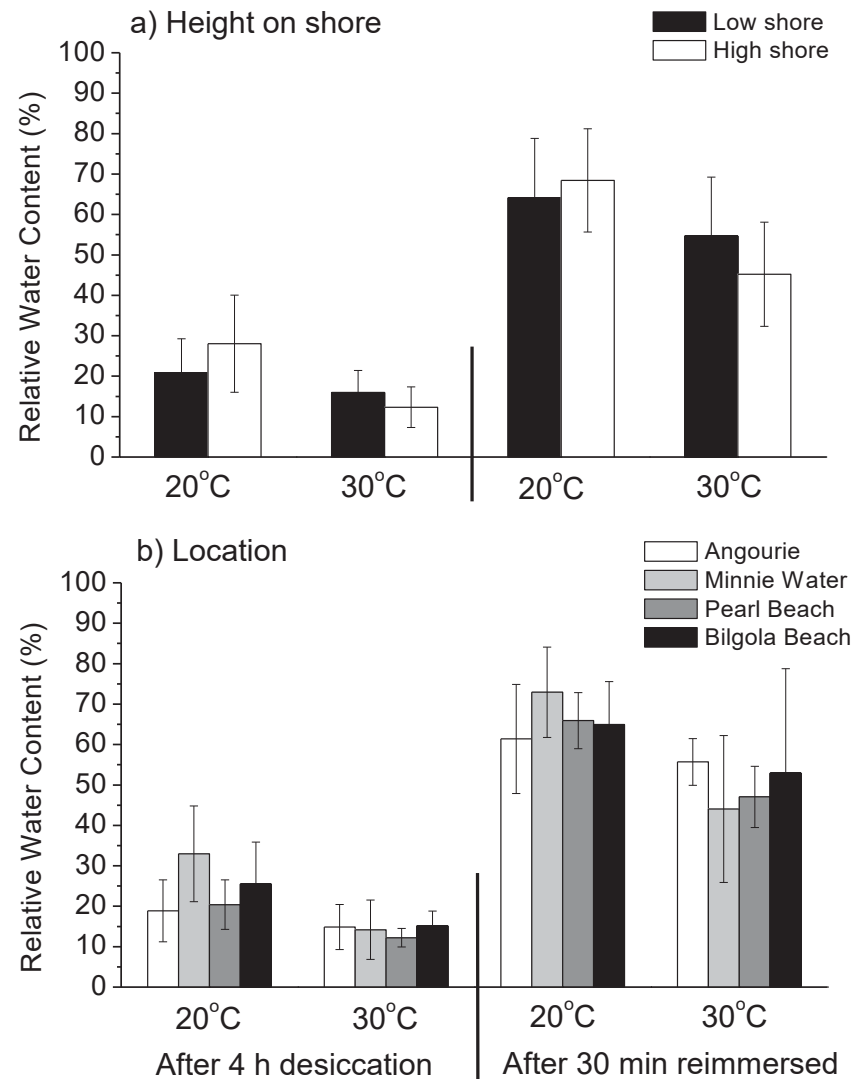 a) Height on shore
Low shore
High shore
Relative Water Content (%)
100
90
80
70
60
50
40
30
20
10
0
20°C
30°C
20°C
30°C
b) Location
Angourie
Minnie Water
Pearl Beach
Bilgola Beach
Relative Water Content (%)
100
90
80
70
60
50
40
30
20
10
0
20°C
30°C
20°C
30°C
After 4 h desiccation
After 30 min reimmersed